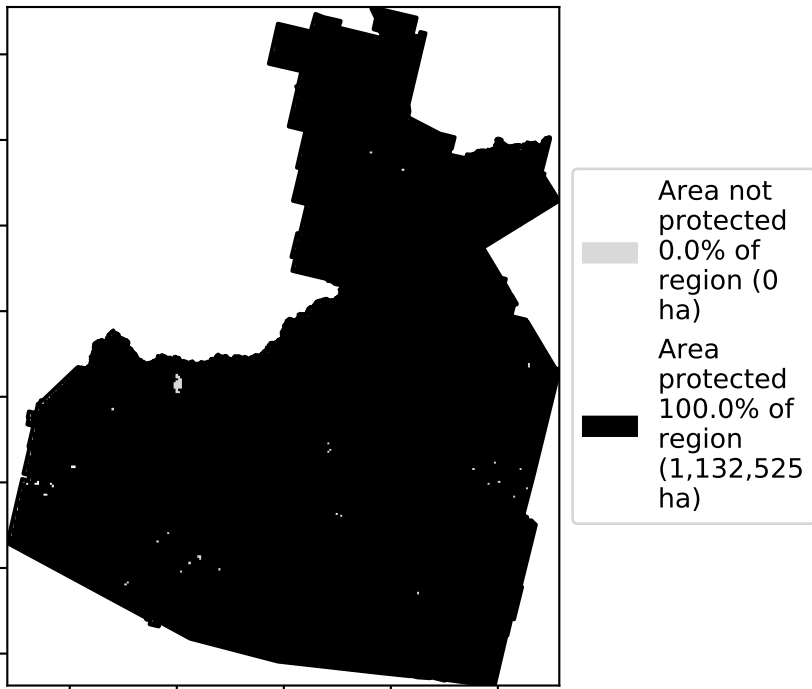 Area not
protected
0.0% of
region (0
ha)
Area
protected
100.0% of
region
(1,132,525
ha)